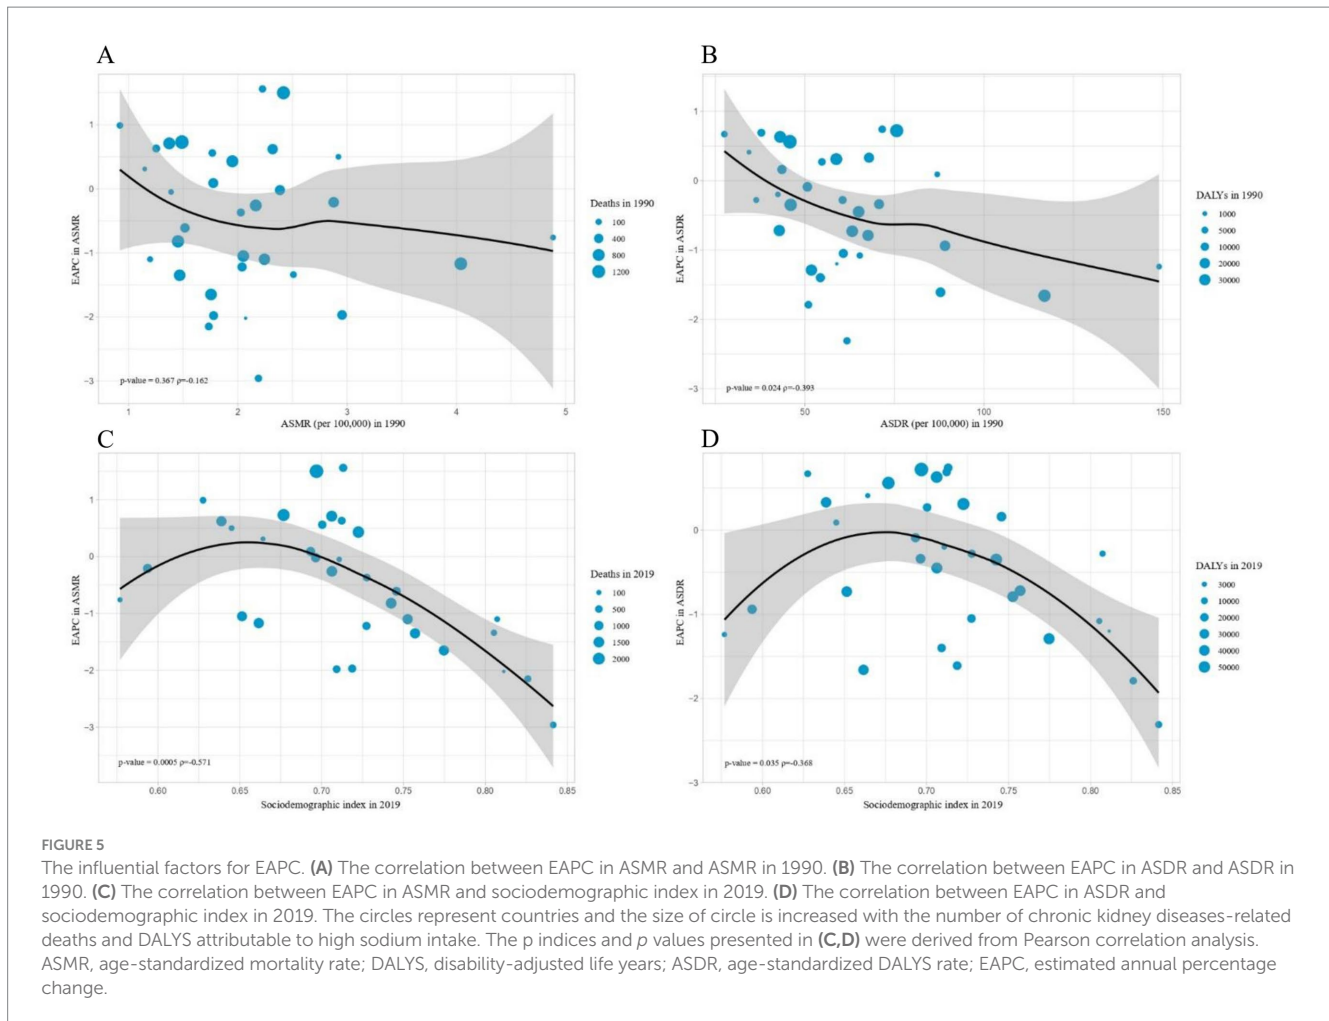 A
EAPC in ASMR
1
0
−1
−2
−3
p-value = 0.367 ρ=-0.162
1
2
3
4
5
ASMR (per 100,000) in 1990
Deaths in 1990
100
400
800
1200
B
EAPC in ASDR
1
0
−1
−2
−3
p-value = 0.024 ρ=-0.393
50
100
150
ASDR (per 100,000) in 1990
DALYs in 1990
1000
5000
10000
20000
30000
C
EAPC in ASMR
1
0
−1
−2
−3
p-value = 0.0005 ρ=-0.571
0.60
0.65
0.70
0.75
0.80
0.85
Sociodemographic index in 2019
Deaths in 2019
100
500
1000
1500
2000
D
EAPC in ASDR
0
−1
−2
−3
p-value = 0.035 ρ=-0.368
0.60
0.65
0.70
0.75
0.80
0.85
Sociodemographic index in 2019
DALYs in 2019
3000
10000
20000
30000
40000
50000
FIGURE 5
The influential factors for EAPC. (A) The correlation between EAPC in ASMR and ASMR in 1990. (B) The correlation between EAPC in ASDR and ASDR in
1990. (C) The correlation between EAPC in ASMR and sociodemographic index in 2019. (D) The correlation between EAPC in ASDR and
sociodemographic index in 2019. The circles represent countries and the size of circle is increased with the number of chronic kidney diseases-related
deaths and DALYS attributable to high sodium intake. The p indices and p values presented in (C,D) were derived from Pearson correlation analysis.
ASMR, age-standardized mortality rate; DALYS, disability-adjusted life years; ASDR, age-standardized DALYS rate; EAPC, estimated annual percentage
change.